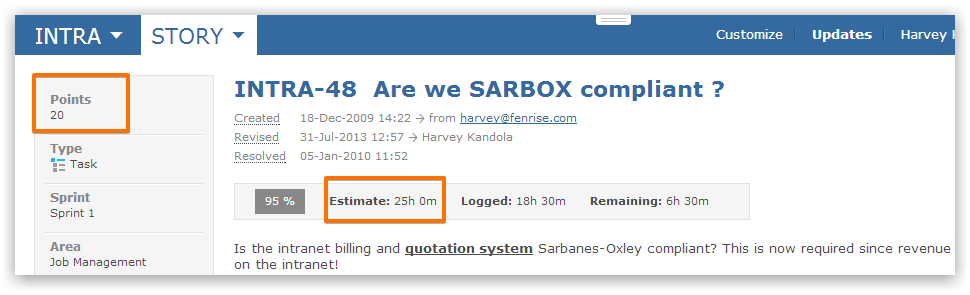 INTRA STORY Customize Updates Harvey K
Points
20
Type
Task
Sprint
Sprint 1
Area
Job Management
INTRA-48 Are we SARBOX compliant ?
Created 18-Dec-2009 14:22 → from harvey@fenrise.com
Revised 31-Jul-2013 12:57 → Harvey Kandola
Resolved 05-Jan-2010 11:52
95 % Estimate: 25h 0m Logged: 18h 30m Remaining: 6h 30m
Is the intranet billing and quotation system Sarbanes-Oxley compliant? This is now required since revenue
on the intranet!